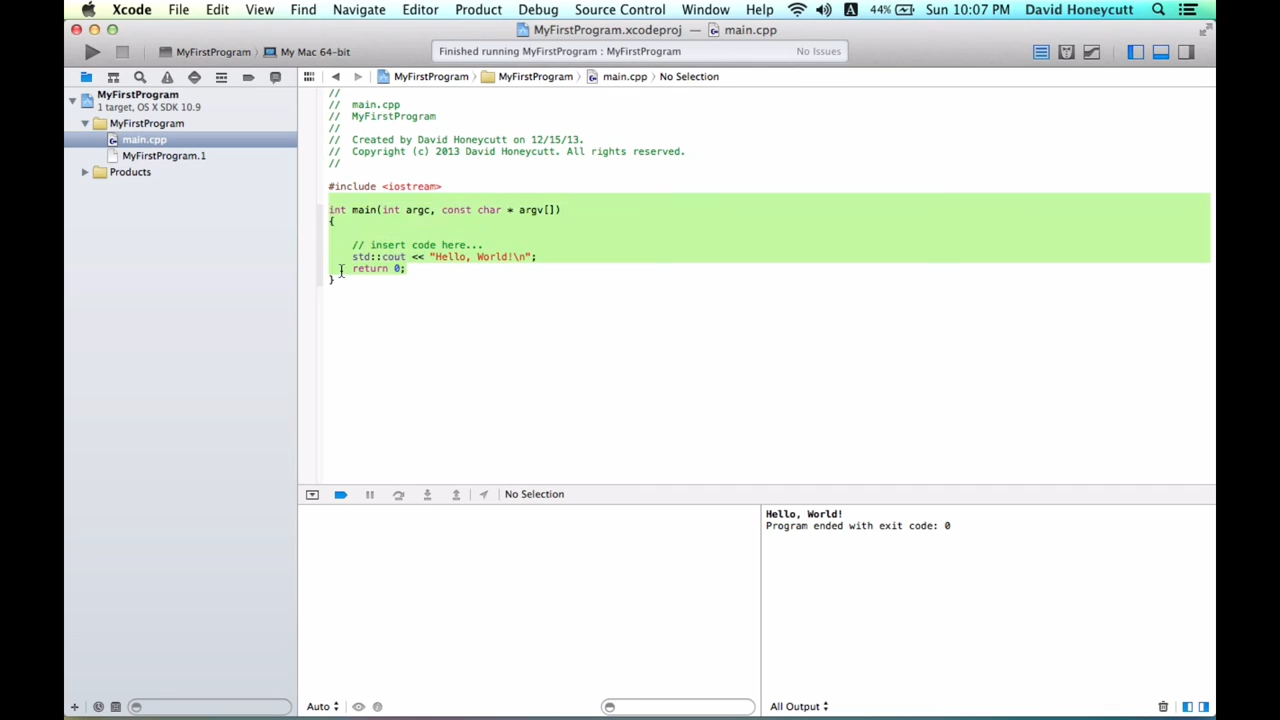 Xcode File Edit View Find Navigate Editor Product Debug Source Control Window Help A 44% Sun 10:07 PM David Honeycutt
MyFirstProgram.xcodeproj — main.cpp
MyFirstProgram My Mac 64-bit
Finished running MyFirstProgram : MyFirstProgram No Issues
MyFirstProgram MyFirstProgram main.cpp No Selection
MyFirstProgram
1 target, OS X SDK 10.9
MyFirstProgram
main.cpp
MyFirstProgram.1
Products
//
// main.cpp
// MyFirstProgram
//
// Created by David Honeycutt on 12/15/13.
// Copyright (c) 2013 David Honeycutt. All rights reserved.
//
#include <iostream>
int main(int argc, const char * argv[])
{
// insert code here...
std::cout << "Hello, World!\n";
return 0;
}
No Selection
Hello, World!
Program ended with exit code: 0
Auto
All Output